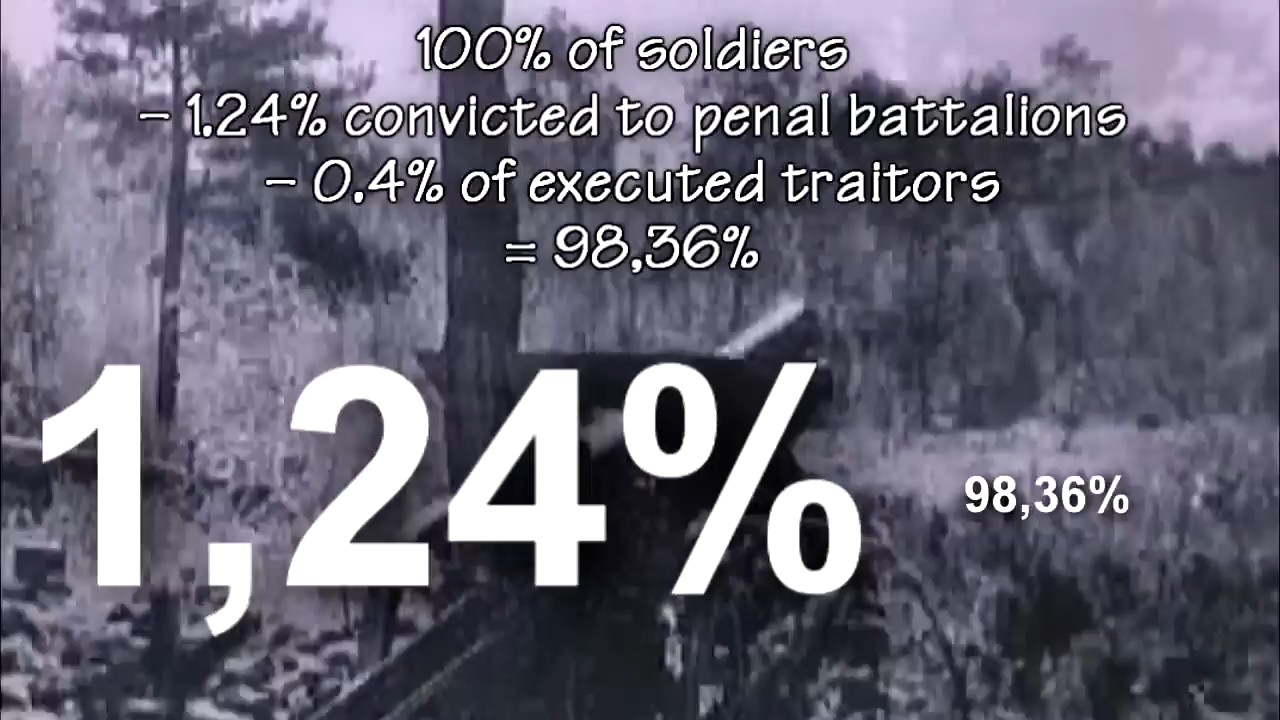 100% of soldiers
– 1.24% convicted to penal battalions
– 0.4% of executed traitors
= 98,36%
1,24%
98,36%